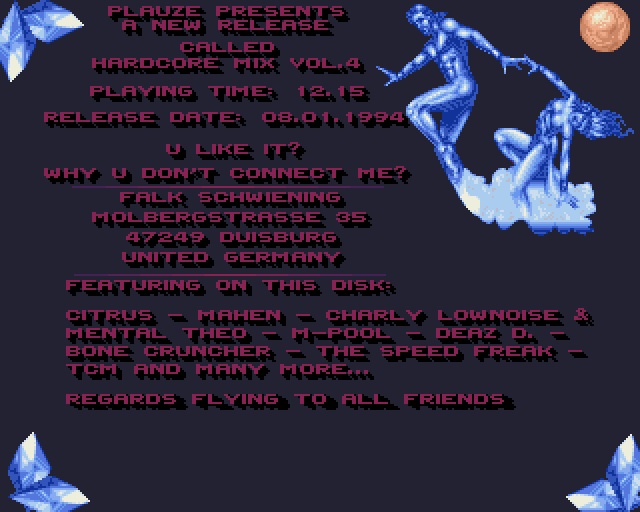 PLAUZE PRESENTS
A NEW RELEASE
CALLED
HARDCORE MIX VOL.4
PLAYING TIME: 12.15
RELEASE DATE: 08.01.1994
U LIKE IT?
WHY U DON'T CONNECT ME?
FALK SCHWIENING
MOLBERGSTRASSE 35
47249 DUISBURG
UNITED GERMANY
FEATURING ON THIS DISK:
CITRUS - MAHEN - CHARLY LOWNOISE &
MENTAL THEO - M-POOL - DEAZ D. -
BONE CRUNCHER - THE SPEED FREAK -
TCM AND MANY MORE...
REGARDS FLYING TO ALL FRIENDS